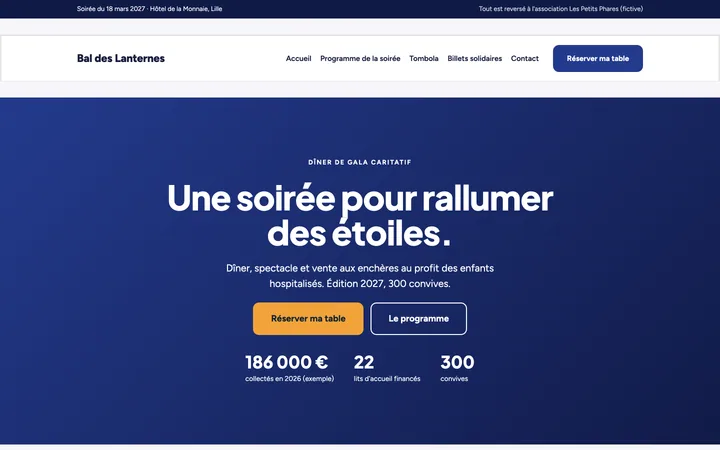 Soirée du 18 mars 2027 · Hôtel de la Monnaie, Lille
Tout est reversé à l'association Les Petits Phares (fictive)
Bal des Lanternes
Accueil
Programme de la soirée
Tombola
Billets solidaires
Contact
Réserver ma table
DÎNER DE GALA CARITATIF
Une soirée pour rallumer
des étoiles.
Dîner, spectacle et vente aux enchères au profit des enfants
hospitalisés. Édition 2027, 300 convives.
Réserver ma table
Le programme
186 000 €
collectés en 2026 (exemple)
22
lits d'accueil financés
300
convives